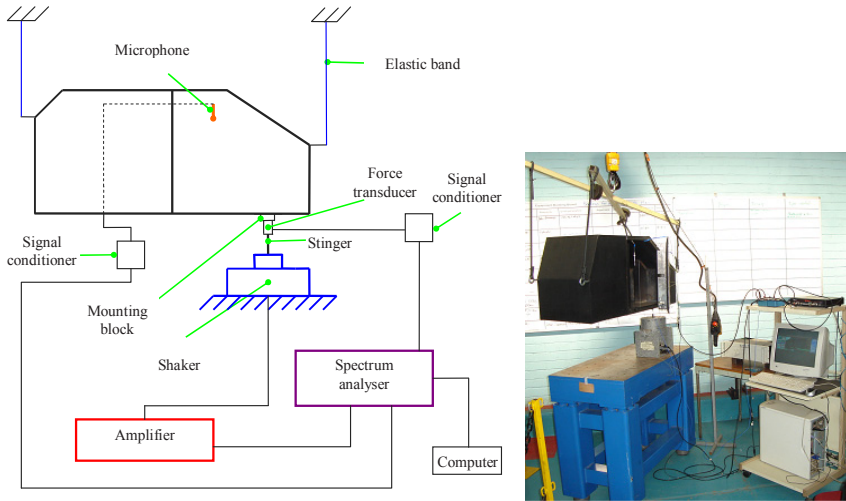 Microphone
Elastic band
Force
transducer
Signal
conditioner
Signal
conditioner
Stinger
Mounting
block
Shaker
Spectrum
analyser
Amplifier
Computer